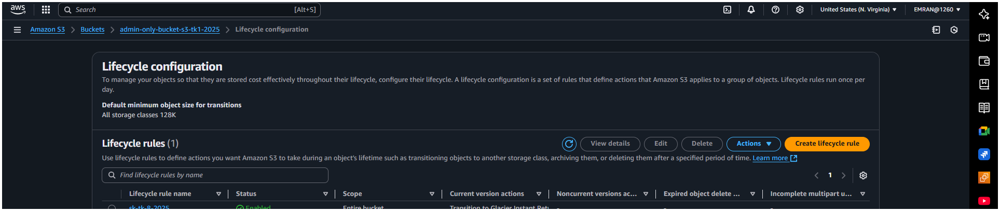 aws
Search [Alt+S]
United States (N. Virginia) EMRAN@1260
Amazon S3 Buckets admin-only-bucket-s3-tk1-2025 Lifecycle configuration
Lifecycle configuration
To manage your objects so that they are stored cost effectively throughout their lifecycle, configure their lifecycle. A lifecycle configuration is a set of rules that define actions that Amazon S3 applies to a group of objects. Lifecycle rules run once per
day.
Default minimum object size for transitions
All storage classes 128K
Lifecycle rules (1)
View details Edit Delete Actions Create lifecycle rule
Use lifecycle rules to define actions you want Amazon S3 to take during an object's lifetime such as transitioning objects to another storage class, archiving them, or deleting them after a specified period of time. Learn more
Find lifecycle rules by name
1
Lifecycle rule name Status Scope Current version actions Noncurrent versions ac... Expired object delete ... Incomplete multipart u...
sk-tk-8-2025 Enabled Entire bucket Transition to Glacier Instant Ret